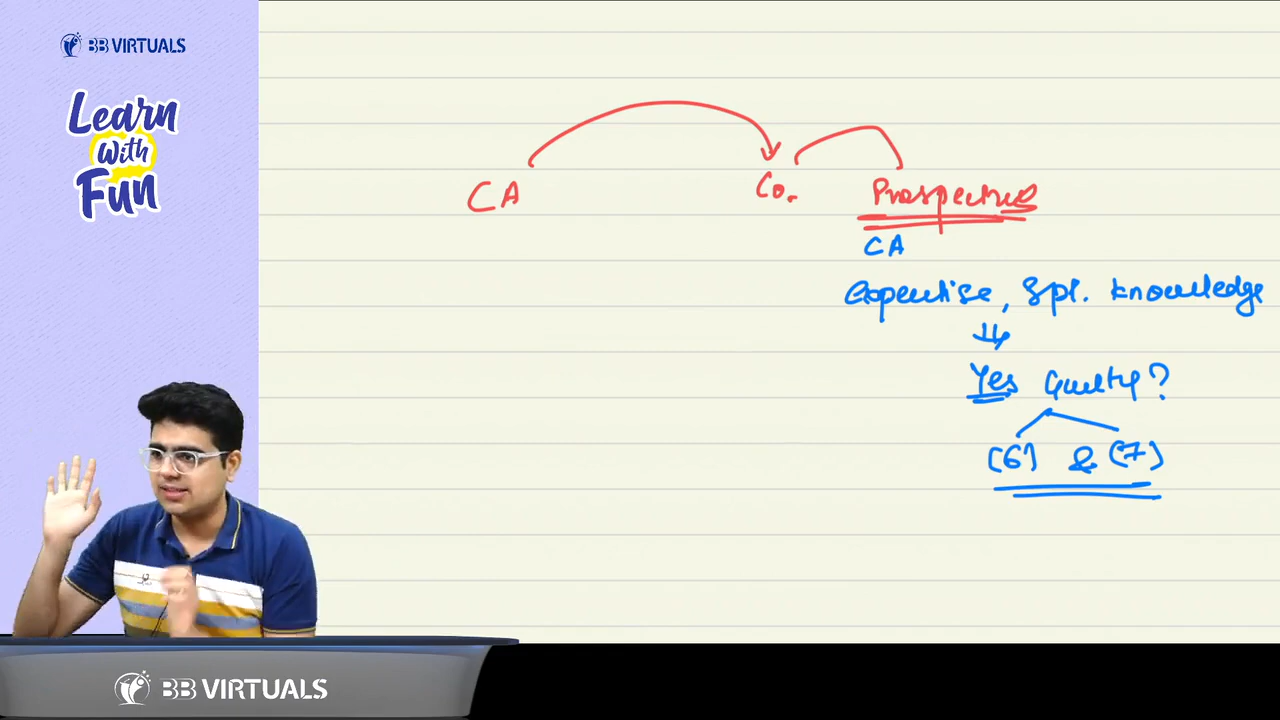 BB VIRTUALS
Learn
With
Fun
CA Co. Prospectus
CA
expertise, Spl. knowledge
Yes Guilty?
(6) & (7)
BB VIRTUALS